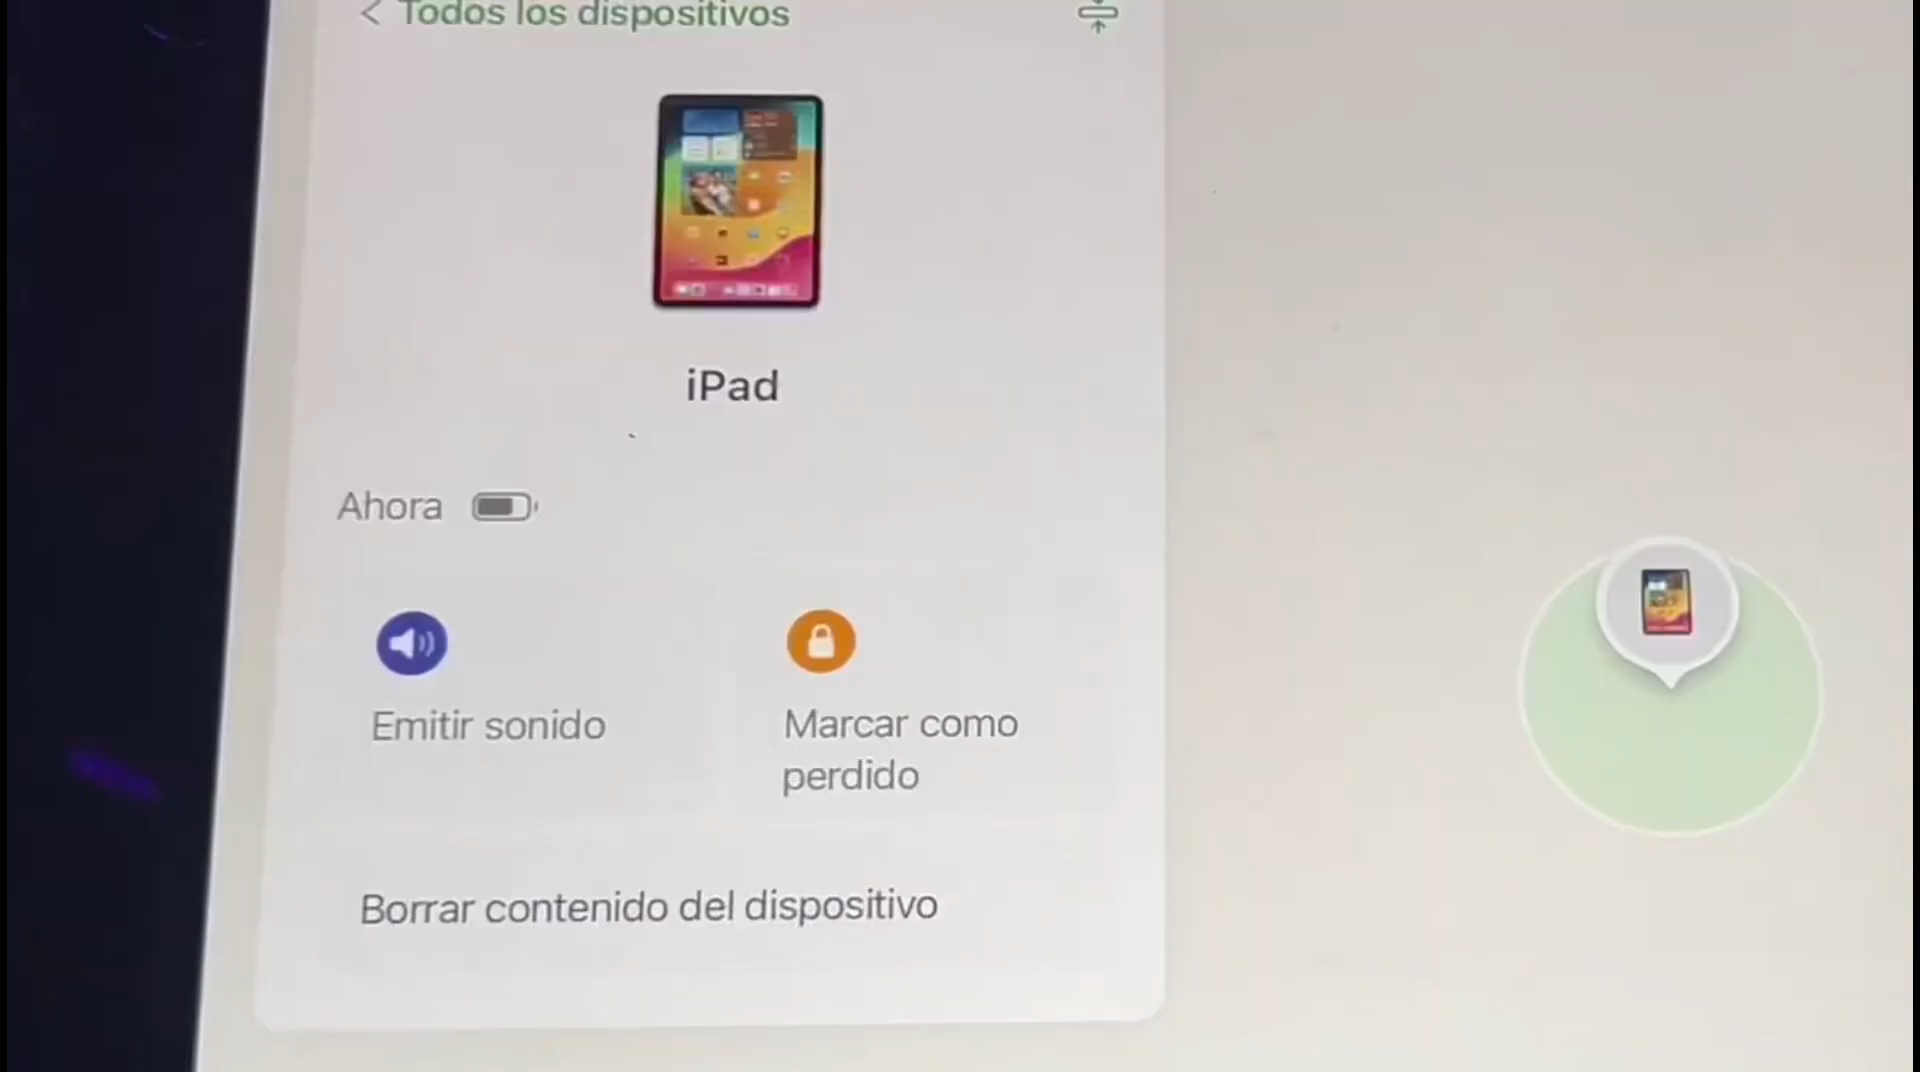 Todos los dispositivos
iPad
Ahora
Emitir sonido
Marcar como
perdido
Borrar contenido del dispositivo